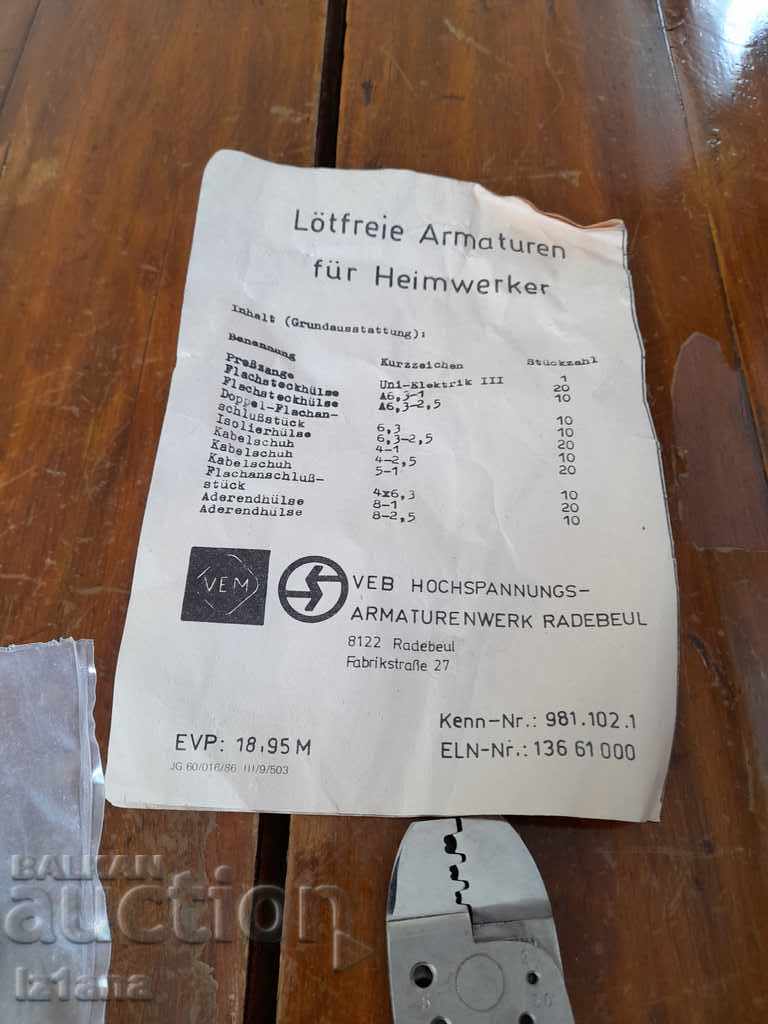 Lötfreie Armaturen
für Heimwerker
Inhalt (Grundausstattung):
Benennung Kurzzeichen Stückzahl
Preßzange Uni-Elektrik III 1
Flachsteckhülse A6,3-1 20
Flachsteckhülse A6,3-2,5 10
Doppel-Flachan-
schlußstück 6,3 10
Isolierhülse 6,3-2,5 10
Kabelschuh 4-1 20
Kabelschuh 4-2,5 10
Kabelschuh 5-1 20
Flachanschluß-
stück 4x6,3 10
Aderendhülse 8-1 20
Aderendhülse 8-2,5 10
VEM
VEB HOCHSPANNUNGS-
ARMATURENWERK RADEBEUL
8122 Radebeul
Fabrikstraße 27
Kenn-Nr.: 981.102.1
EVP: 18,95 M
ELN-Nr.: 136 61 000
JG 60/016/86 III/9/503
BALKAN
auction
iz1ana